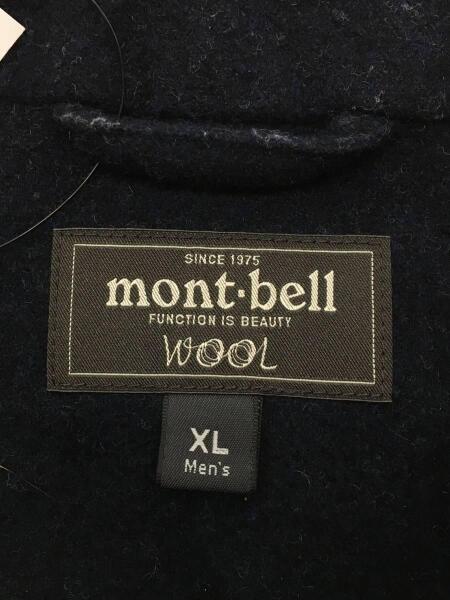 SINCE 1975
mont-bell
FUNCTION IS BEAUTY
WOOL
XL
Men's